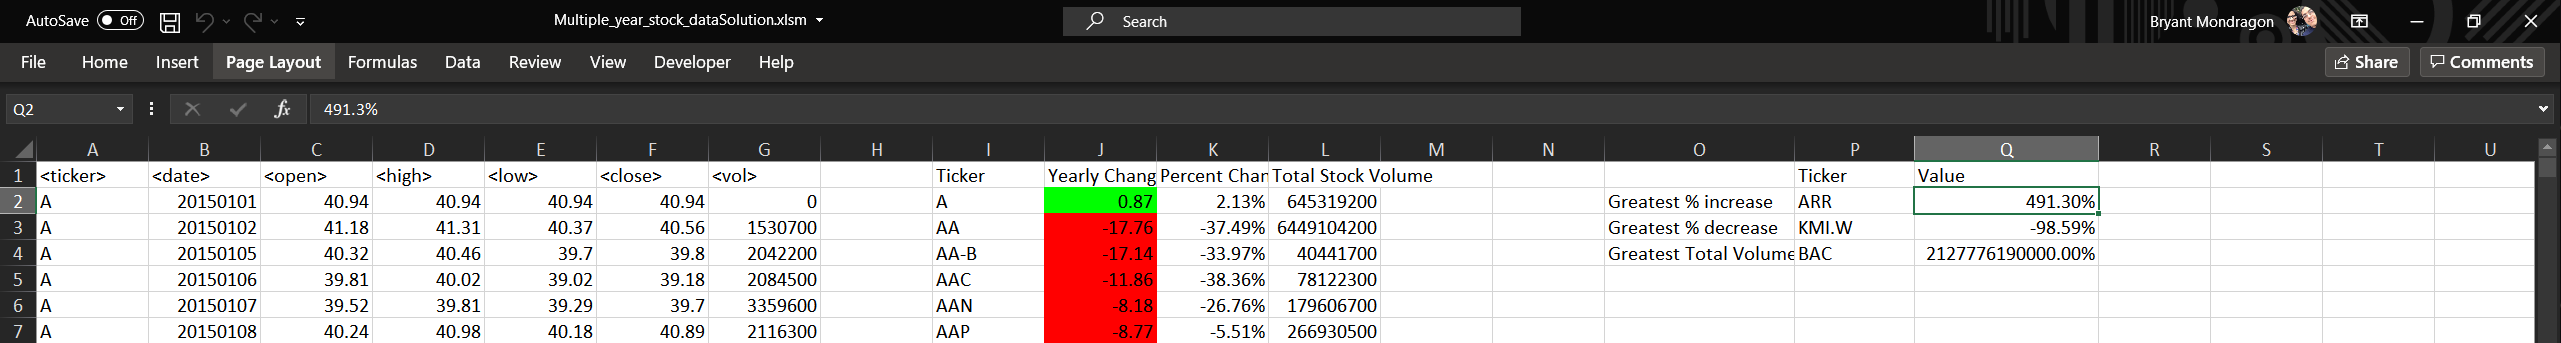 AutoSave Off Multiple_year_stock_dataSolution.xlsm Search Bryant Mondragon
File Home Insert Page Layout Formulas Data Review View Developer Help Share Comments
Q2 fx 491.3%
A B C D E F G H I J K L M N O P Q R S T U
1 <ticker> <date> <open> <high> <low> <close> <vol> Ticker Yearly Chang Percent Char Total Stock Volume Ticker Value
2 A 20150101 40.94 40.94 40.94 40.94 0 A 0.87 2.13% 645319200 Greatest % increase ARR 491.30%
3 A 20150102 41.18 41.31 40.37 40.56 1530700 AA -17.76 -37.49% 6449104200 Greatest % decrease KMI.W -98.59%
4 A 20150105 40.32 40.46 39.7 39.8 2042200 AA-B -17.14 -33.97% 40441700 Greatest Total Volume BAC 2127776190000.00%
5 A 20150106 39.81 40.02 39.02 39.18 2084500 AAC -11.86 -38.36% 78122300
6 A 20150107 39.52 39.81 39.29 39.7 3359600 AAN -8.18 -26.76% 179606700
7 A 20150108 40.24 40.98 40.18 40.89 2116300 AAP -8.77 -5.51% 266930500